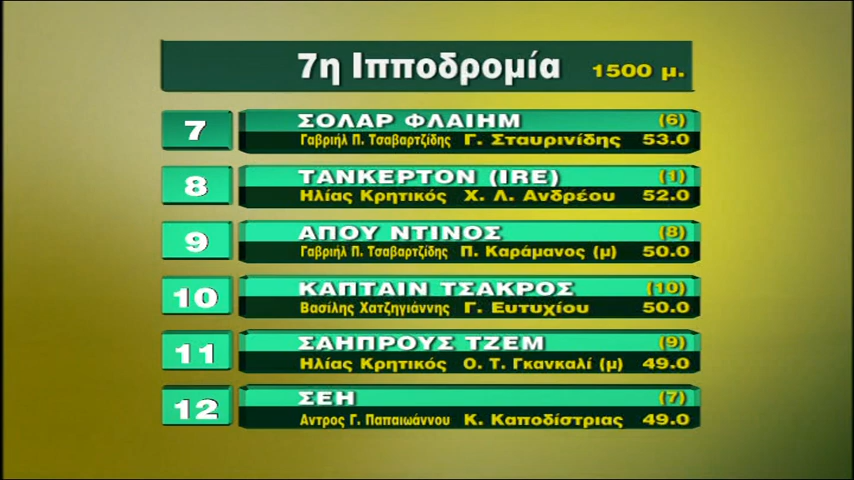 7η Ιπποδρομία 1500 μ.
7 ΣΟΛΑΡ ΦΛΑΙΗΜ (6)
Γαβριήλ Π. Τσαβαρτζίδης Γ. Σταυρινίδης 53.0
8 ΤΑΝΚΕΡΤΟΝ (IRE) (1)
Ηλίας Κρητικός Χ. Λ. Ανδρέου 52.0
9 ΑΠΟΥ ΝΤΙΝΟΣ (8)
Γαβριήλ Π. Τσαβαρτζίδης Π. Καράμανος (μ) 50.0
10 ΚΑΠΤΑΙΝ ΤΣΑΚΡΟΣ (10)
Βασίλης Χατζηγιάννης Γ. Ευτυχίου 50.0
11 ΣΑΗΠΡΟΥΣ ΤΖΕΜ (9)
Ηλίας Κρητικός Ο. Τ. Γκανκαλί (μ) 49.0
12 ΣΕΗ (7)
Αντρος Γ. Παπαιωάννου Κ. Καποδίστριας 49.0